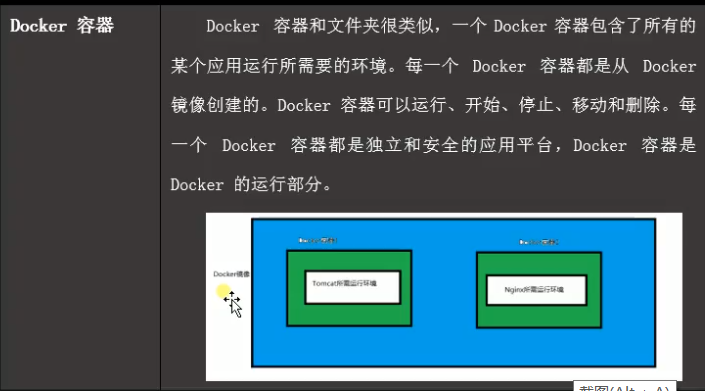 Docker 容器
Docker 容器和文件夹很类似，一个 Docker 容器包含了所有的
某个应用运行所需要的环境。每一个 Docker 容器都是从 Docker
镜像创建的。Docker 容器可以运行、开始、停止、移动和删除。每
一个 Docker 容器都是独立和安全的应用平台，Docker 容器是
Docker 的运行部分。
Docker镜像
Tomcat所需运行环境
Nginx所需运行环境